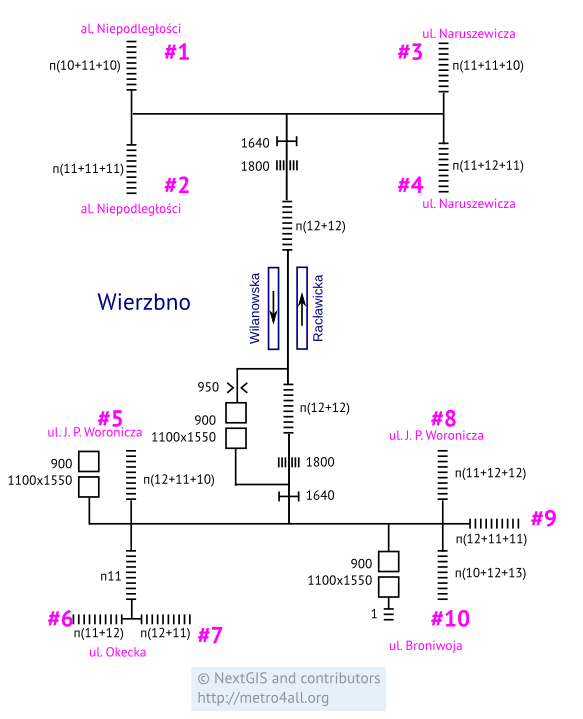 al. Niepodległości
#1
п(10+11+10)
ul. Naruszewicza
#3
п(11+11+10)
1640
1800
п(11+11+11)
#2
al. Niepodległości
п(11+12+11)
#4
ul. Naruszewicza
п(12+12)
Wierzbno
Wilanowska
Racławicka
950
900
1100x1550
п(12+12)
1800
1640
#5
ul. J. P. Woronicza
900
1100x1550
п(12+11+10)
#8
ul. J. P. Woronicza
п(11+12+12)
#9
п(12+11+11)
п11
900
1100x1550
1
п(10+12+13)
#10
ul. Broniwoja
#6
п(11+12)
п(12+11)
#7
ul. Okecka
© NextGIS and contributors
http://metro4all.org